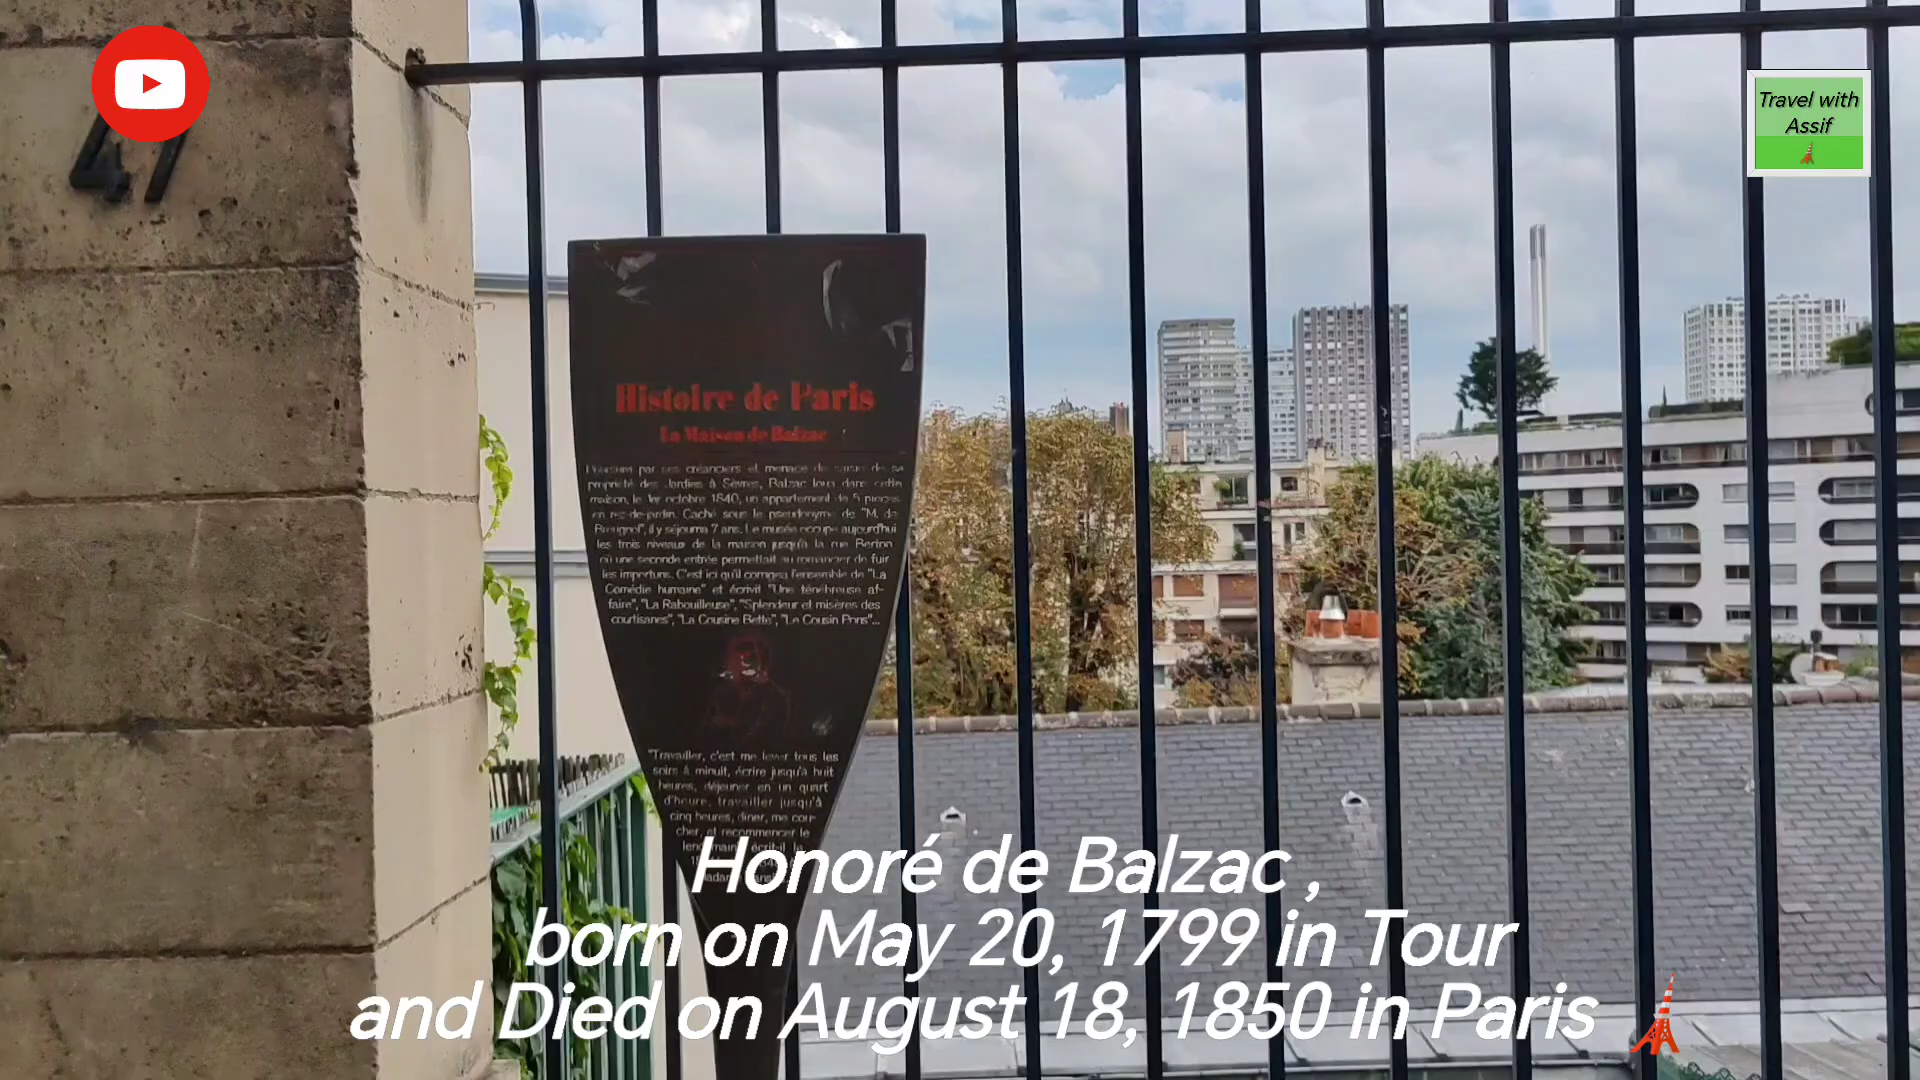 47
Travel with
Assif
Histoire de Paris
La Maison de Balzac
par ses créanciers et menacé de saisie de sa
propriété des Jardies à Sèvres, Balzac loua dans cette
maison, le 1er octobre 1840, un appartement de 5 pièces
en rez-de-jardin. Caché sous le pseudonyme de "M. de
Breugnol", il y séjourna 7 ans. Le musée occupe aujourd'hui
les trois niveaux de la maison jusqu'à la rue Berton
où une seconde entrée permettait au romancier de fuir
les importuns. C'est ici qu'il corrigea l'ensemble de "La
Comédie humaine" et écrivit "Une ténébreuse af-
faire", "La Rabouilleuse", "Splendeur et misères des
courtisanes", "La Cousine Bette", "Le Cousin Pons"...
"Travailler, c'est me lever tous les
soirs à minuit, écrire jusqu'à huit
heures, déjeuner en un quart
d'heure, travailler jusqu'à
cinq heures, dîner, me cou-
cher, et recommencer le
Honoré de Balzac ,
born on May 20, 1799 in Tour
and Died on August 18, 1850 in Paris